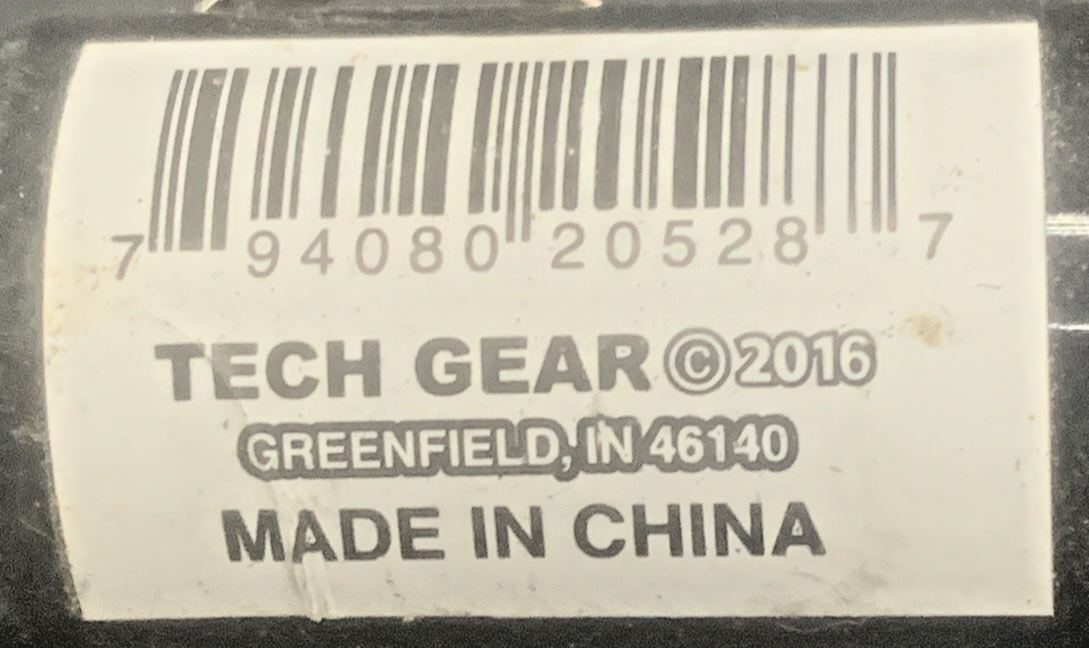 7 94080 20528 7
TECH GEAR ©2016
GREENFIELD, IN 46140
MADE IN CHINA